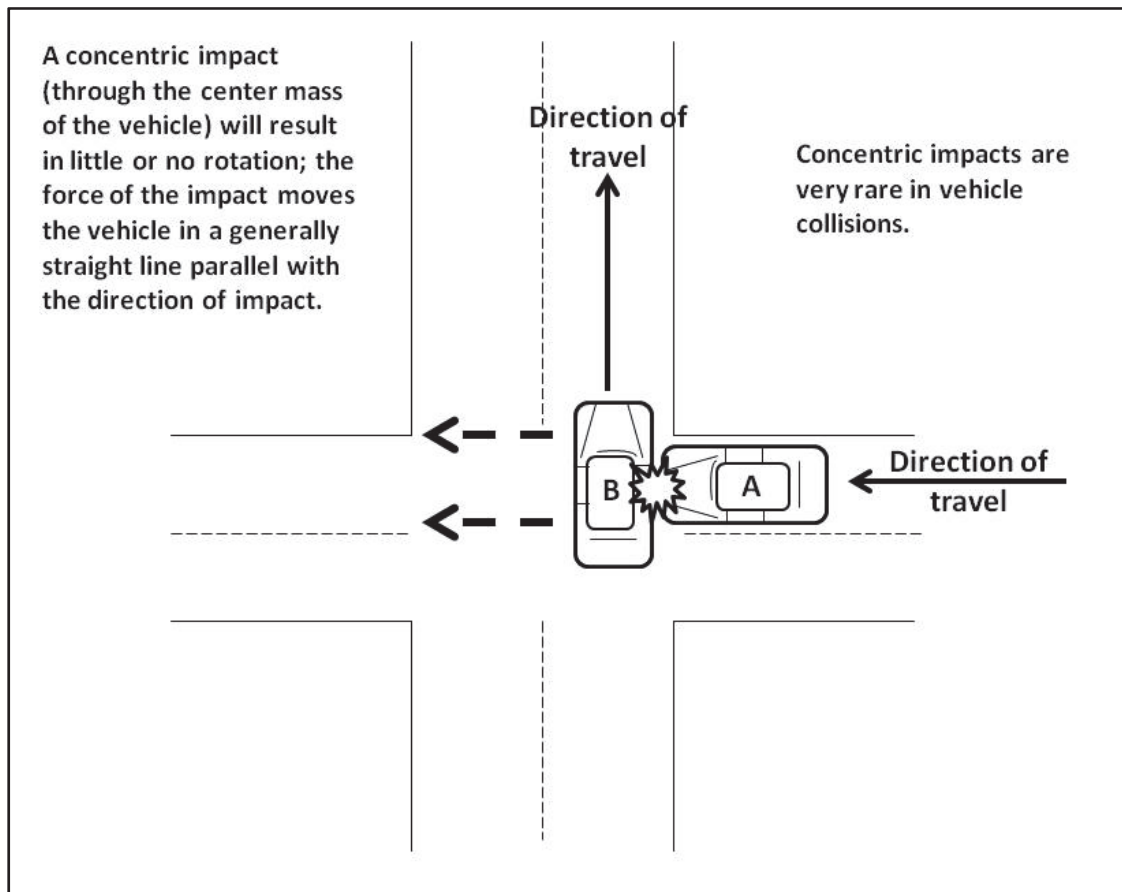 A concentric impact
(through the center mass
of the vehicle) will result
in little or no rotation; the
force of the impact moves
the vehicle in a generally
straight line parallel with
the direction of impact.
Direction of
travel
Concentric impacts are
very rare in vehicle
collisions.
B
A
Direction of
travel